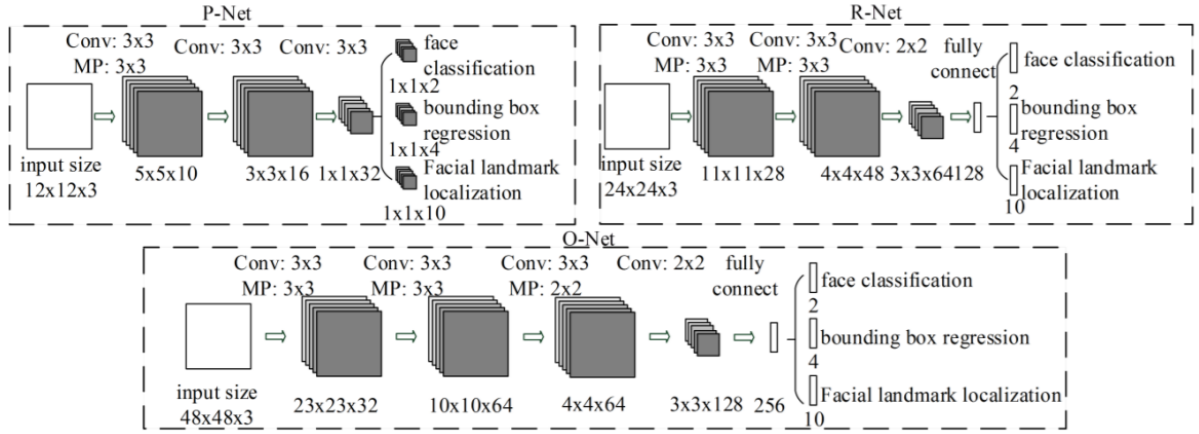 P-Net
Conv: 3x3
MP: 3x3
Conv: 3x3
Conv: 3x3
face
classification
1x1x2
bounding box
regression
1x1x4
Facial landmark
localization
1x1x10
input size
12x12x3
5x5x10
3x3x16
1x1x32
R-Net
Conv: 3x3
MP: 3x3
Conv: 3x3
MP: 3x3
Conv: 2x2
fully
connect
face classification
2
bounding box
regression
4
Facial landmark
localization
10
input size
24x24x3
11x11x28
4x4x48
3x3x64
128
O-Net
Conv: 3x3
MP: 3x3
Conv: 3x3
MP: 3x3
Conv: 3x3
MP: 2x2
Conv: 2x2
fully
connect
face classification
2
bounding box regression
4
Facial landmark localization
10
input size
48x48x3
23x23x32
10x10x64
4x4x64
3x3x128
256